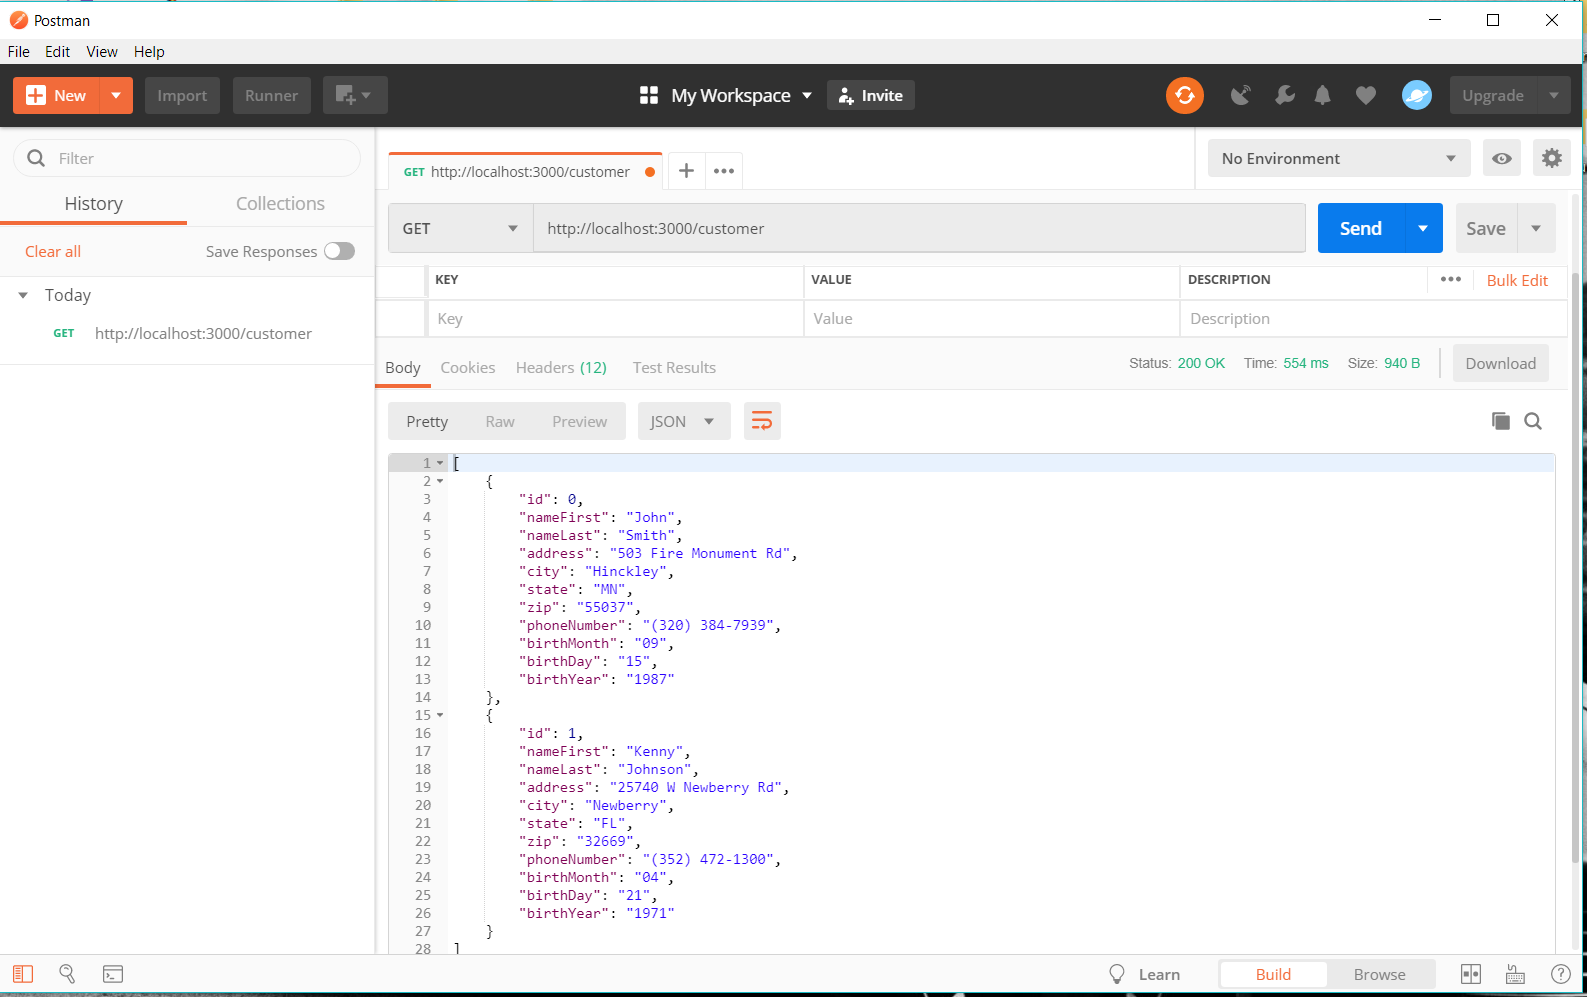 Postman
File Edit View Help
New Import Runner My Workspace Invite Upgrade
Filter
History Collections
Clear all Save Responses
Today
GET http://localhost:3000/customer
GET http://localhost:3000/customer
No Environment
GET http://localhost:3000/customer Send Save
KEY VALUE DESCRIPTION Bulk Edit
Key Value Description
Body Cookies Headers (12) Test Results Status: 200 OK Time: 554 ms Size: 940 B Download
Pretty Raw Preview JSON
1 [
2 {
3 "id": 0,
4 "nameFirst": "John",
5 "nameLast": "Smith",
6 "address": "503 Fire Monument Rd",
7 "city": "Hinckley",
8 "state": "MN",
9 "zip": "55037",
10 "phoneNumber": "(320) 384-7939",
11 "birthMonth": "09",
12 "birthDay": "15",
13 "birthYear": "1987"
14 },
15 {
16 "id": 1,
17 "nameFirst": "Kenny",
18 "nameLast": "Johnson",
19 "address": "25740 W Newberry Rd",
20 "city": "Newberry",
21 "state": "FL",
22 "zip": "32669",
23 "phoneNumber": "(352) 472-1300",
24 "birthMonth": "04",
25 "birthDay": "21",
26 "birthYear": "1971"
27 }
28 ]
Learn Build Browse